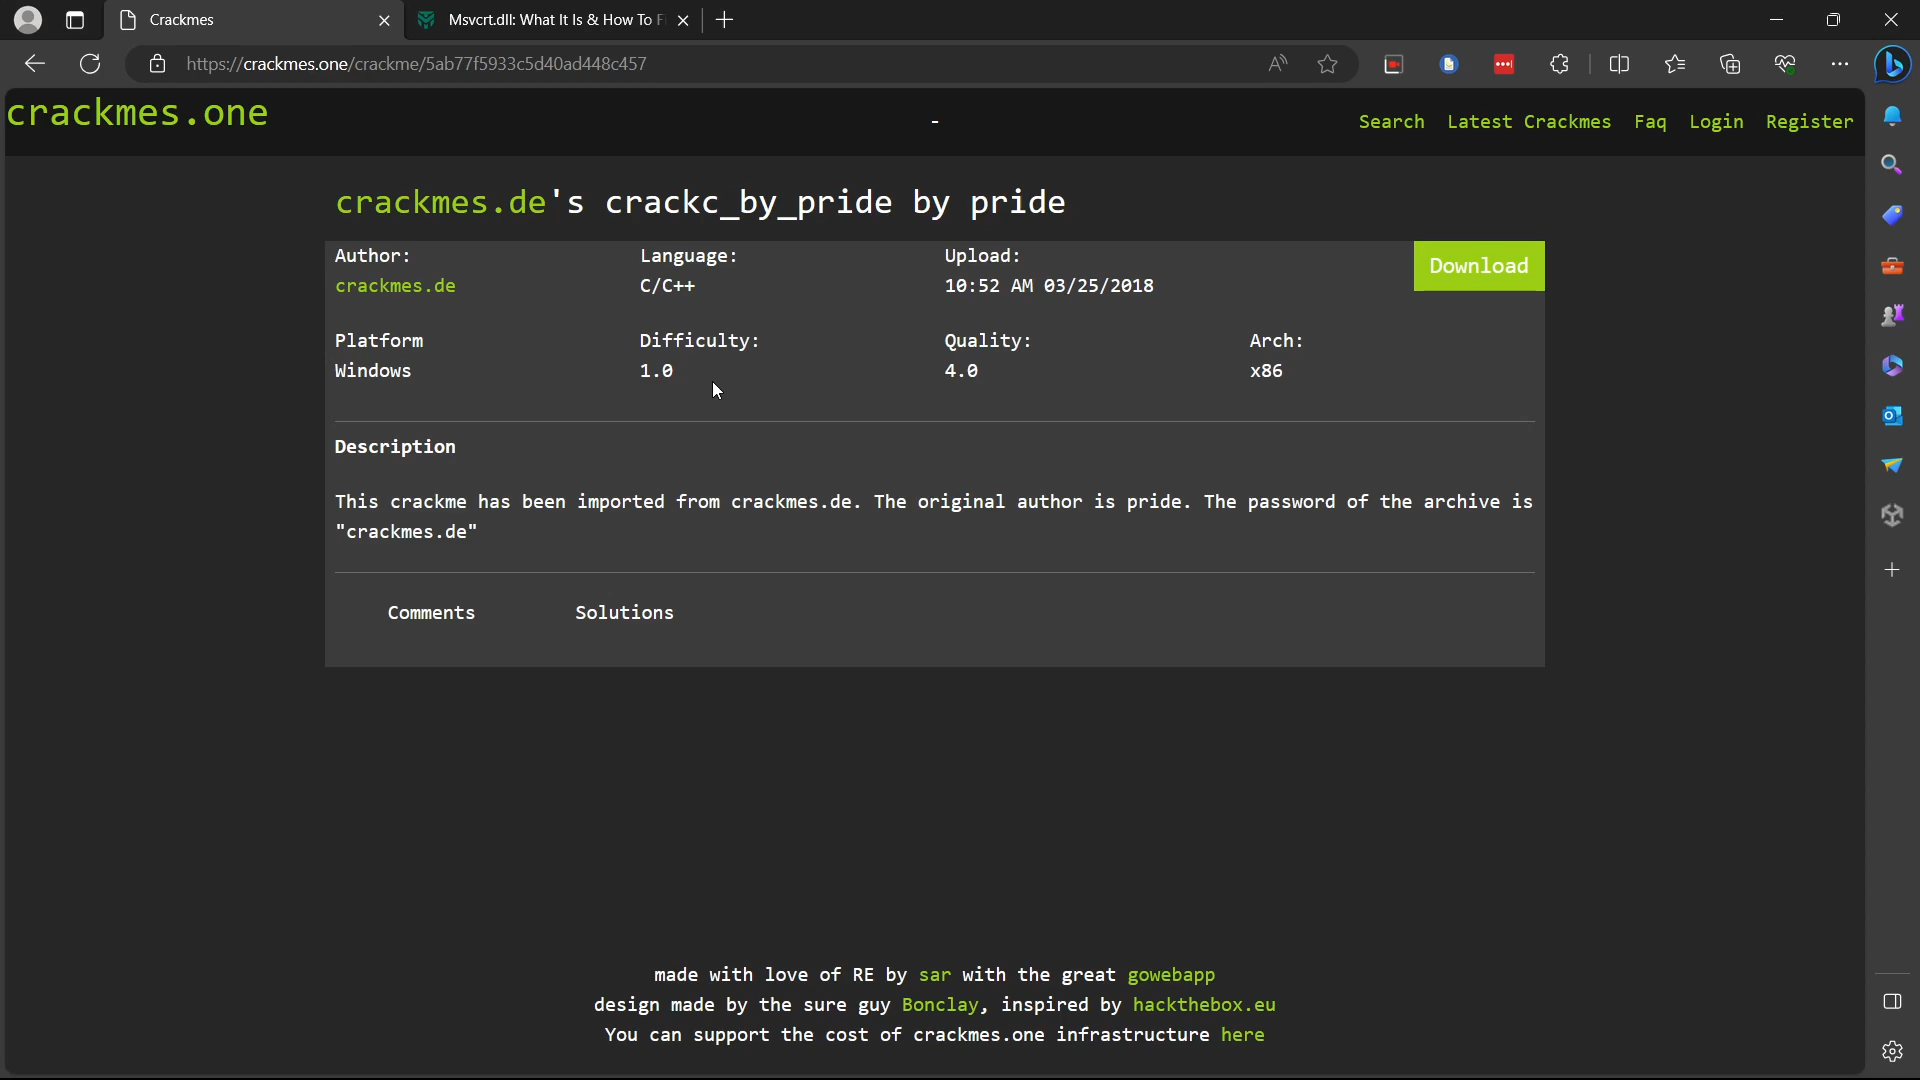 Crackmes
Msvcrt.dll: What It Is & How To F
https://crackmes.one/crackme/5ab77f5933c5d40ad448c457
crackmes.one
-
Search Latest Crackmes Faq Login Register
crackmes.de's crackc_by_pride by pride
Author: Language: Upload:
Download
crackmes.de C/C++ 10:52 AM 03/25/2018
Platform Difficulty: Quality: Arch:
Windows 1.0 4.0 x86
Description
This crackme has been imported from crackmes.de. The original author is pride. The password of the archive is
"crackmes.de"
Comments Solutions
made with love of RE by sar with the great gowebapp
design made by the sure guy Bonclay, inspired by hackthebox.eu
You can support the cost of crackmes.one infrastructure here